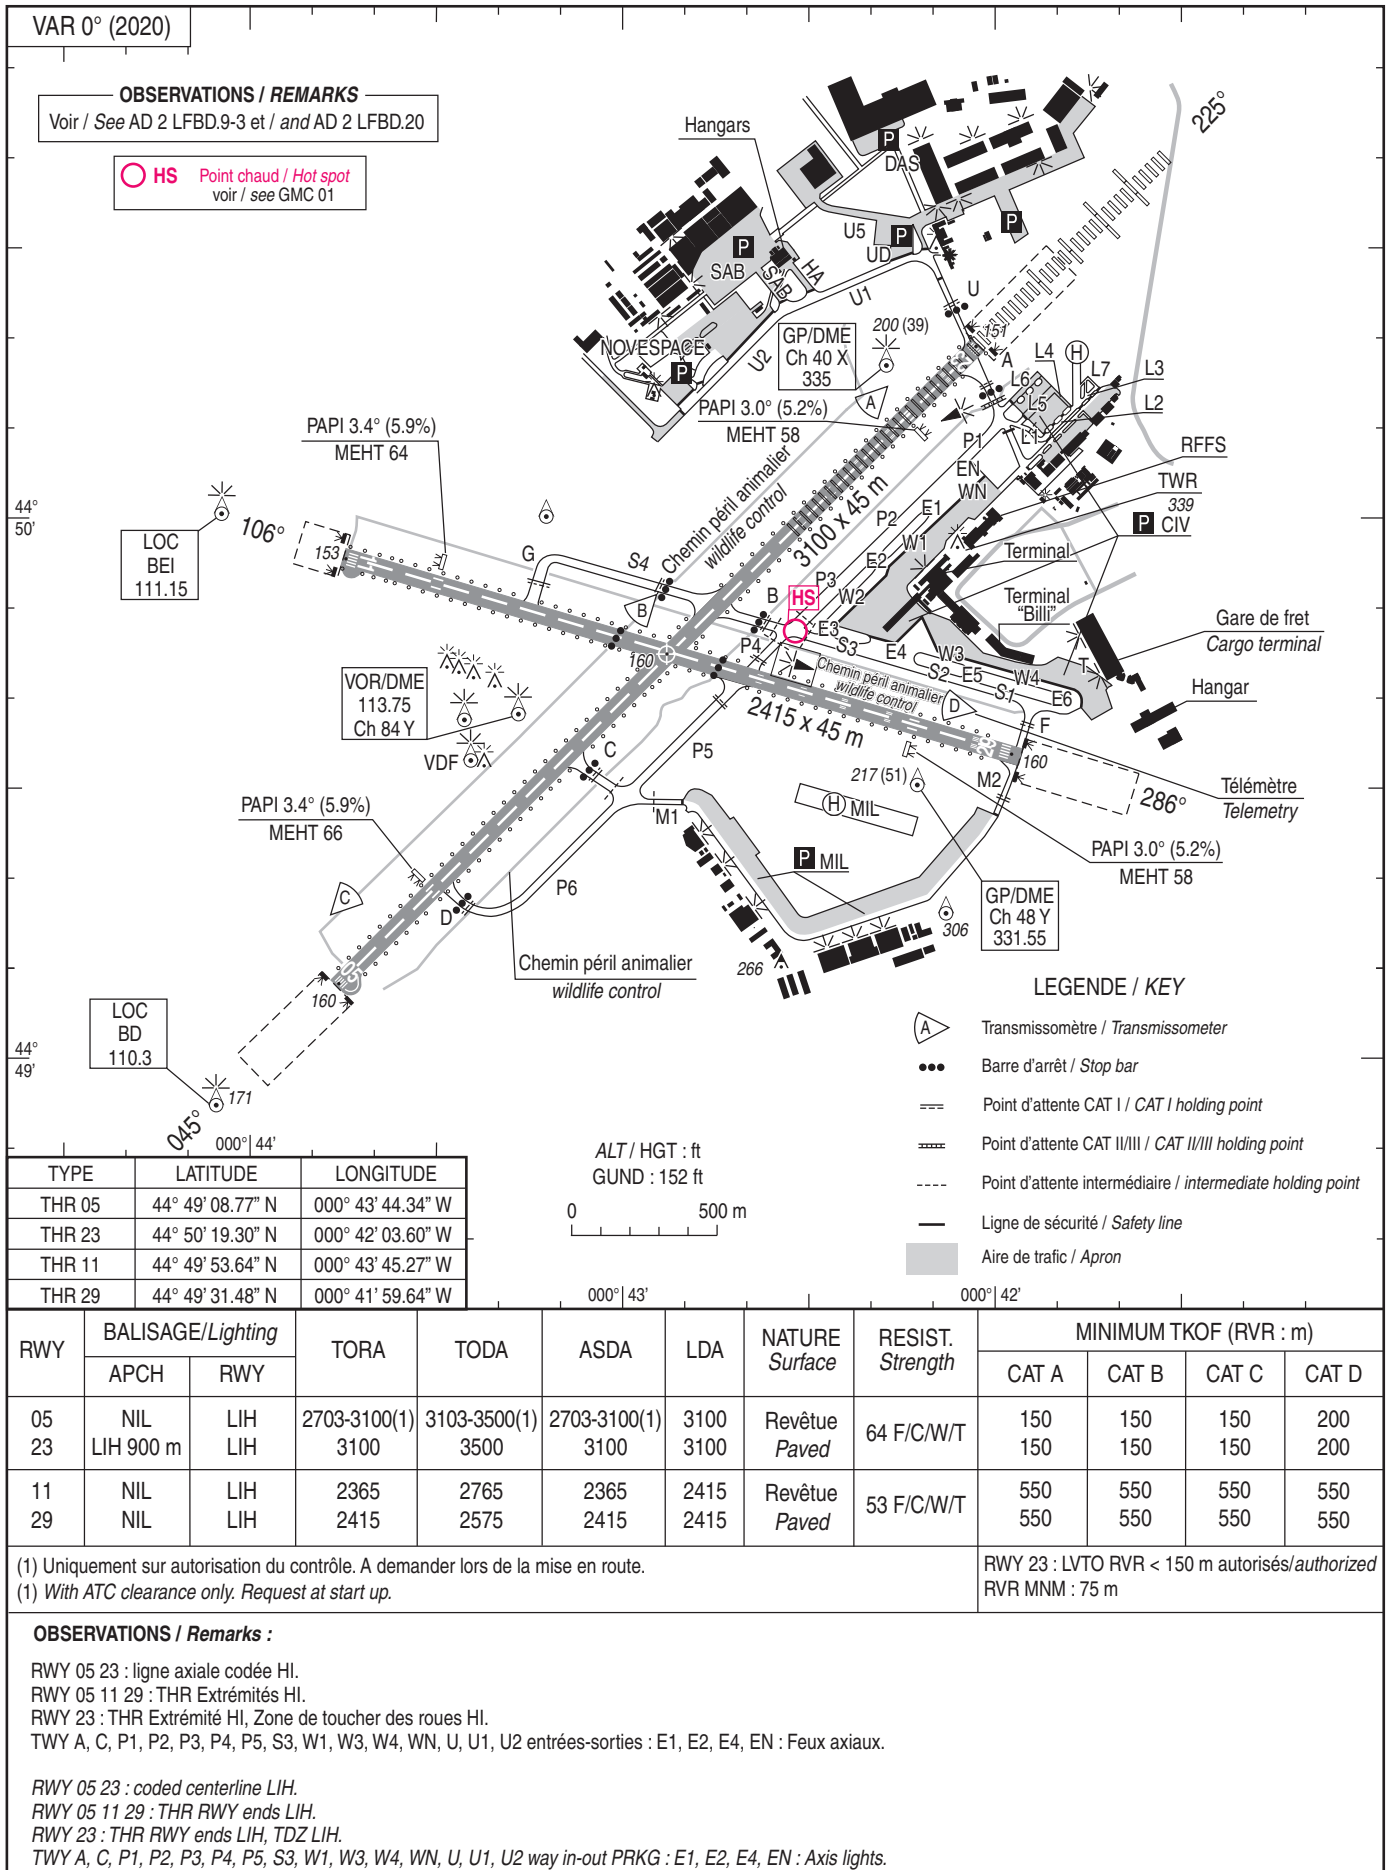 VAR 0° (2020)
OBSERVATIONS / REMARKS
Voir / See AD 2 LFBD.9-3 et / and AD 2 LFBD.20
HS Point chaud / Hot spot
voir / see GMC 01
225°
Hangars
P
DAS
P
P
P
U5
UD
SAB
SAB
HA
U1
U
U2
NOVESPACE
P
200 (39)
GP/DME
Ch 40 X
335
151
A
L4
H
L7
L3
L6
L5
L2
L1
A
PAPI 3.0° (5.2%)
MEHT 58
P1
RFFS
PAPI 3.4° (5.9%)
MEHT 64
EN
WN
TWR
339
P CIV
Chemin péril animalier
wildlife control
3100 x 45 m
44°
50'
106°
LOC
BEI
111.15
153
11
G
S4
P2
E1
W1
E2
Terminal
P3
W2
Terminal
“Billi”
HS
B
B
E3
S3
E4
W3
S2
E5
W4
S1
E6
T
Gare de fret
Cargo terminal
Hangar
P4
160
Chemin péril animalier
wildlife control
D
F
VOR/DME
113.75
Ch 84 Y
VDF
2415 x 45 m
29
160
C
P5
M2
217 (51)
286°
Télémètre
Telemetry
PAPI 3.4° (5.9%)
MEHT 66
M1
H MIL
P MIL
PAPI 3.0° (5.2%)
MEHT 58
C
D
P6
GP/DME
Ch 48 Y
331.55
306
266
Chemin péril animalier
wildlife control
05
160
LOC
BD
110.3
44°
49'
171
045°
000° 44'
LEGENDE / KEY
A Transmissomètre / Transmissometer
Barre d'arrêt / Stop bar
Point d'attente CAT I / CAT I holding point
Point d'attente CAT II/III / CAT II/III holding point
Point d'attente intermédiaire / intermediate holding point
Ligne de sécurité / Safety line
Aire de trafic / Apron
ALT / HGT : ft
GUND : 152 ft
0 500 m
000° 43'
000° 42'
TYPE LATITUDE LONGITUDE
THR 05 44° 49' 08.77” N 000° 43' 44.34” W
THR 23 44° 50' 19.30” N 000° 42' 03.60” W
THR 11 44° 49' 53.64” N 000° 43' 45.27” W
THR 29 44° 49' 31.48” N 000° 41' 59.64” W
RWY BALISAGE/Lighting TORA TODA ASDA LDA NATURE Surface RESIST. Strength MINIMUM TKOF (RVR : m)
APCH RWY CAT A CAT B CAT C CAT D
05 NIL LIH 2703-3100(1) 3103-3500(1) 2703-3100(1) 3100 Revêtue 64 F/C/W/T 150 150 150 200
23 LIH 900 m LIH 3100 3500 3100 3100 Paved 150 150 150 200
11 NIL LIH 2365 2765 2365 2415 Revêtue 53 F/C/W/T 550 550 550 550
29 NIL LIH 2415 2575 2415 2415 Paved 550 550 550 550
(1) Uniquement sur autorisation du contrôle. A demander lors de la mise en route.
(1) With ATC clearance only. Request at start up.
RWY 23 : LVTO RVR < 150 m autorisés/authorized
RVR MNM : 75 m
OBSERVATIONS / Remarks :
RWY 05 23 : ligne axiale codée HI.
RWY 05 11 29 : THR Extrémités HI.
RWY 23 : THR Extrémité HI, Zone de toucher des roues HI.
TWY A, C, P1, P2, P3, P4, P5, S3, W1, W3, W4, WN, U, U1, U2 entrées-sorties : E1, E2, E4, EN : Feux axiaux.
RWY 05 23 : coded centerline LIH.
RWY 05 11 29 : THR RWY ends LIH.
RWY 23 : THR RWY ends LIH, TDZ LIH.
TWY A, C, P1, P2, P3, P4, P5, S3, W1, W3, W4, WN, U, U1, U2 way in-out PRKG : E1, E2, E4, EN : Axis lights.